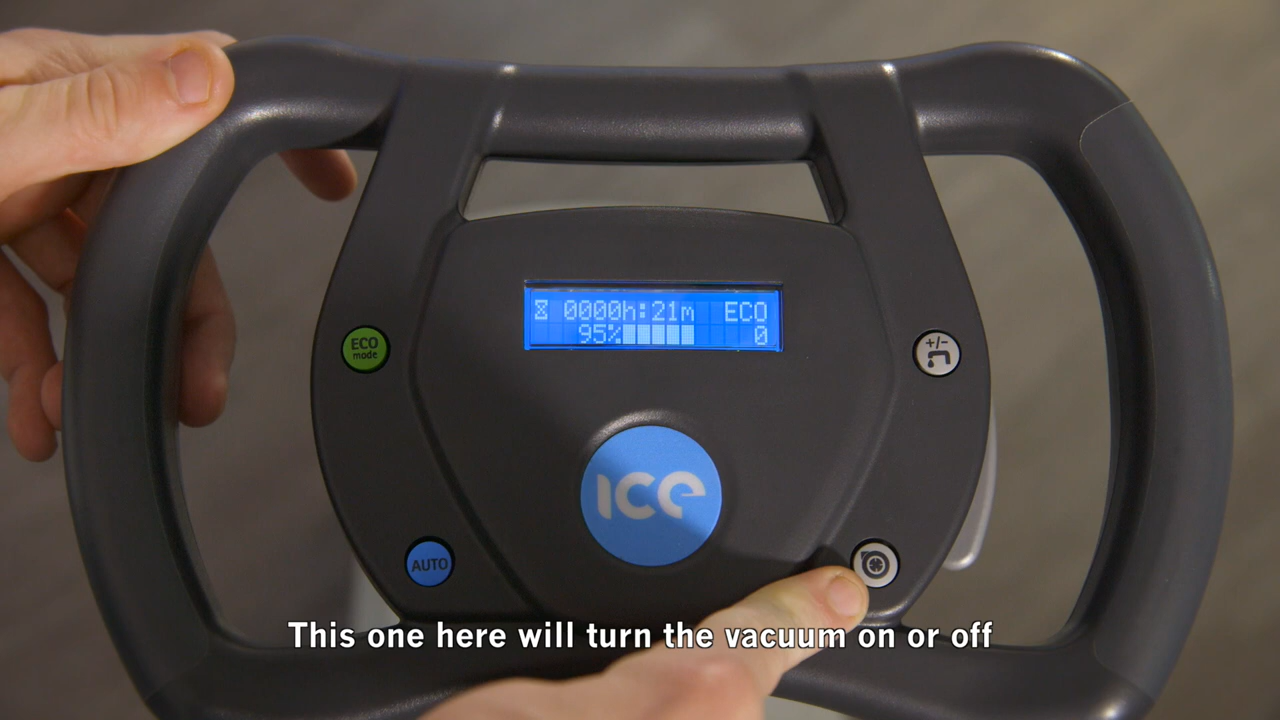 0000h:21m ECO
95% 0
ECO
mode
+/-
ICE
AUTO
This one here will turn the vacuum on or off